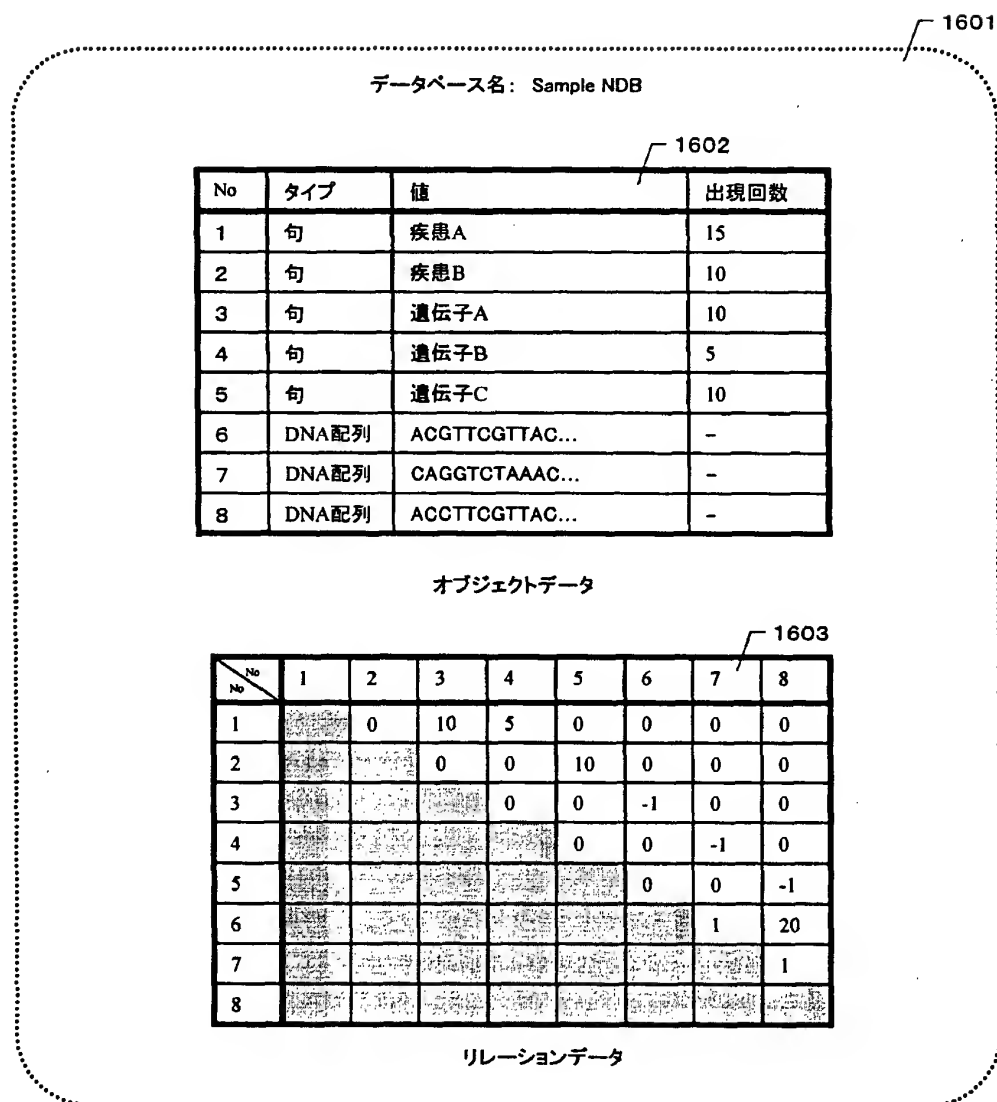 1601
データベース名： Sample NDB
1602
No タイプ 値 出現回数
1 句 疾患A 15
2 句 疾患B 10
3 句 遺伝子A 10
4 句 遺伝子B 5
5 句 遺伝子C 10
6 DNA配列 ACGTTCGTTAC... -
7 DNA配列 CAGGTCTAAAC... -
8 DNA配列 ACCTTCGTTAC... -
オブジェクトデータ
1603
No No 1 2 3 4 5 6 7 8
1 0 10 5 0 0 0 0
2 0 0 10 0 0 0
3 0 0 -1 0 0
4 0 0 -1 0
5 0 0 -1
6 1 20
7 1
8
リレーションデータ